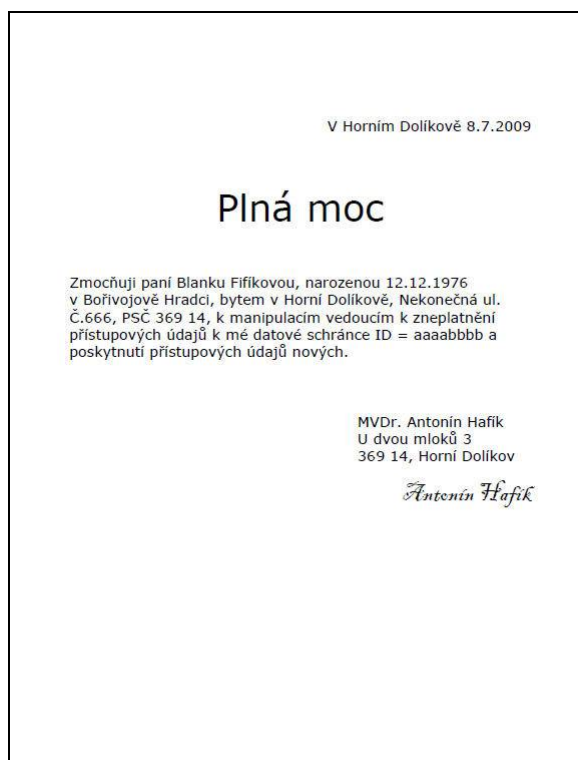 V Horním Dolíkově 8.7.2009
Plná moc
Zmocňuji paní Blanku Fifíkovou, narozenou 12.12.1976
v Bořivojově Hradci, bytem v Horní Dolíkově, Nekonečná ul.
Č.666, PSČ 369 14, k manipulacím vedoucím k zneplatnění
přístupových údajů k mé datové schránce ID = aaaabbbb a
poskytnutí přístupových údajů nových.
MVDr. Antonín Hafík
U dvou mloků 3
369 14, Horní Dolíkov
Antonín Hafík